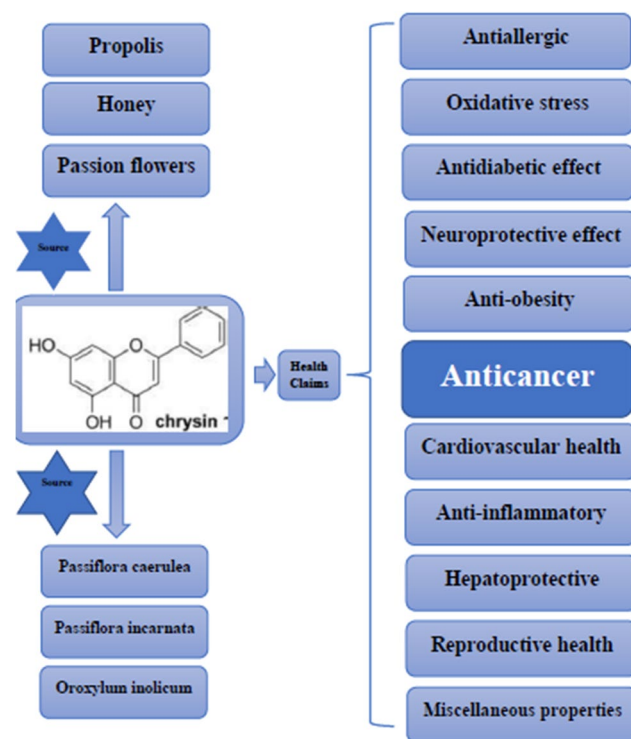 Propolis
Honey
Passion flowers
Source
HO
O
OH
O
chrysin
Source
Passiflora caerulea
Passiflora incarnata
Oroxylum inolicum
Health
Claims
Antiallergic
Oxidative stress
Antidiabetic effect
Neuroprotective effect
Anti-obesity
Anticancer
Cardiovascular health
Anti-inflammatory
Hepatoprotective
Reproductive health
Miscellaneous properties